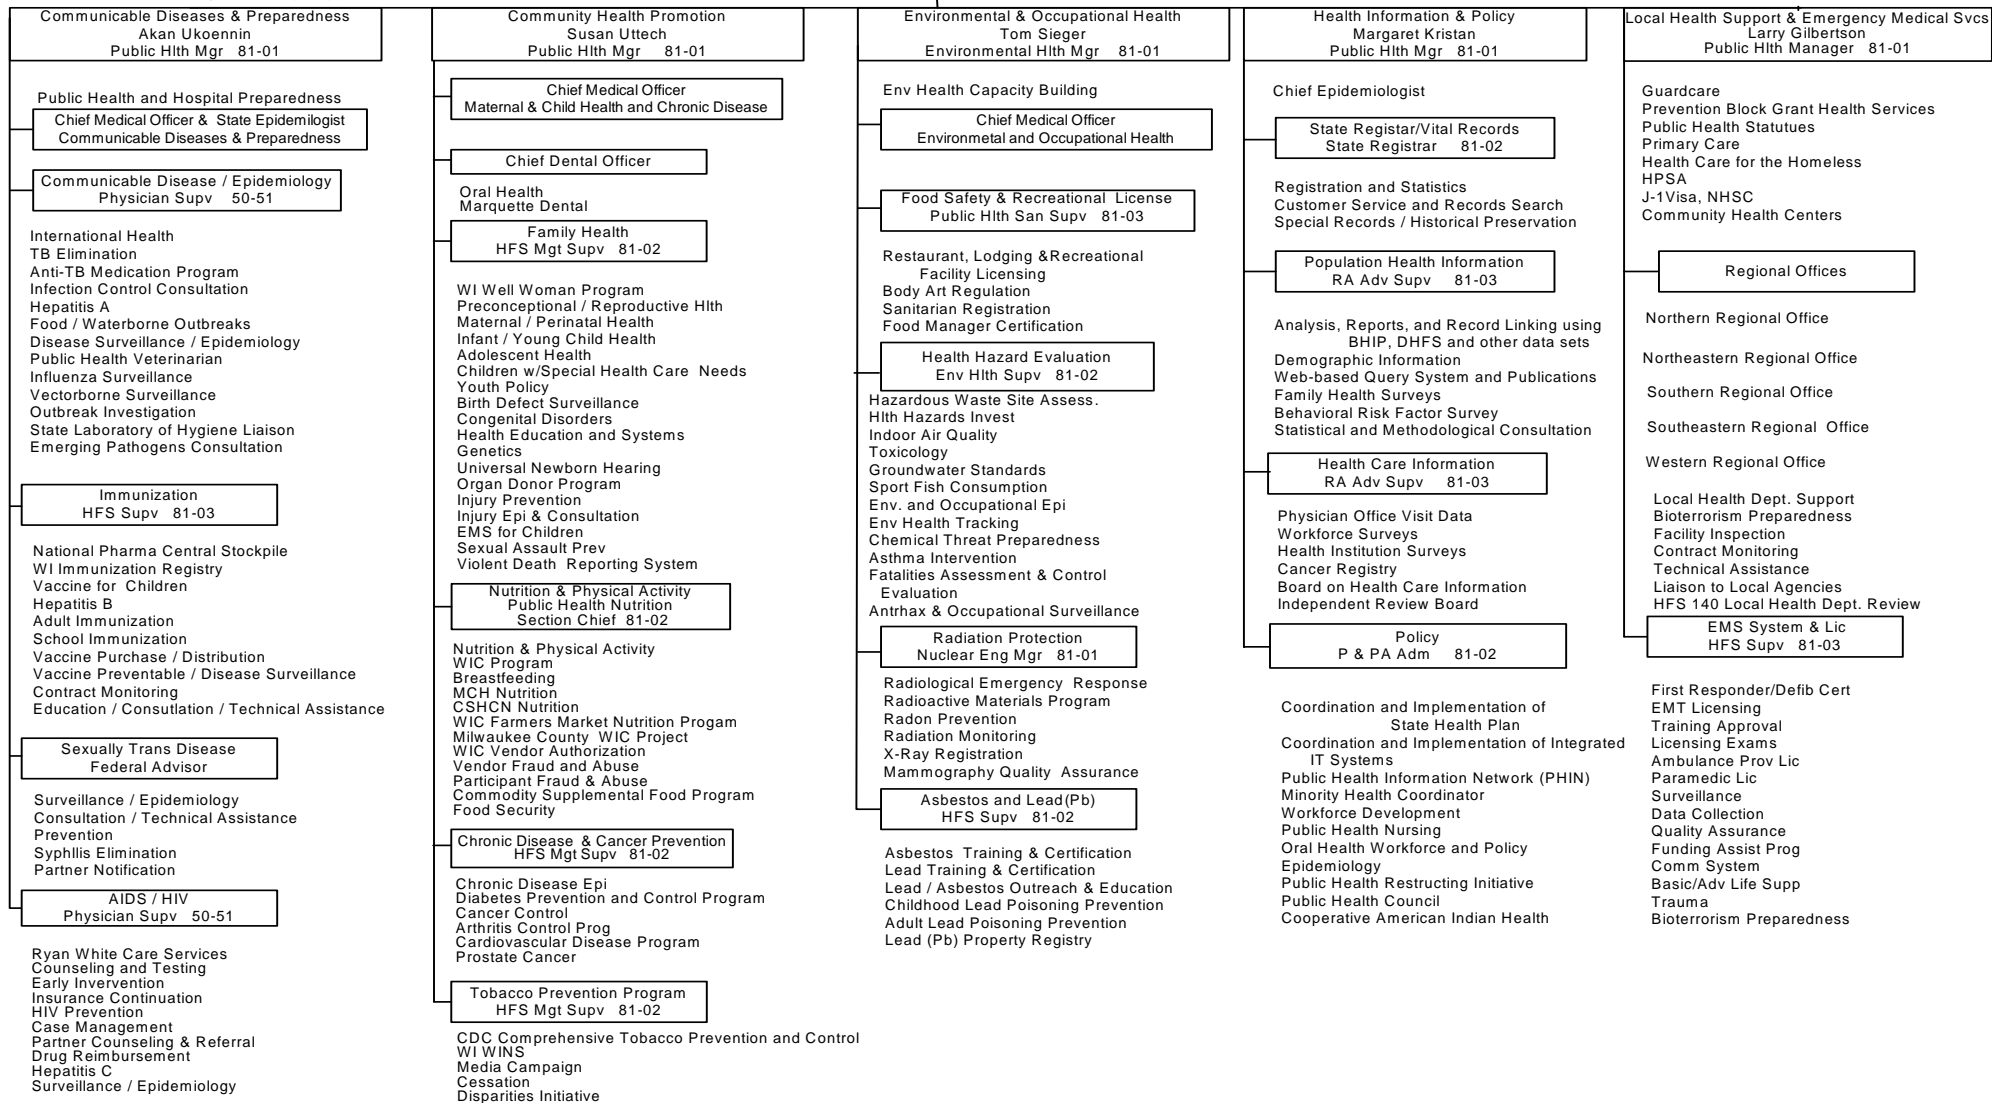 Communicable Diseases & Preparedness
Akan Ukoennin
Public Hlth Mgr 81-01
Public Health and Hospital Preparedness
Chief Medical Officer & State Epidemilogist
Communicable Diseases & Preparedness
Communicable Disease / Epidemiology
Physician Supv 50-51
International Health
TB Elimination
Anti-TB Medication Program
Infection Control Consultation
Hepatitis A
Food / Waterborne Outbreaks
Disease Surveillance / Epidemiology
Public Health Veterinarian
Influenza Surveillance
Vectorborne Surveillance
Outbreak Investigation
State Laboratory of Hygiene Liaison
Emerging Pathogens Consultation
Immunization
HFS Supv 81-03
National Pharma Central Stockpile
WI Immunization Registry
Vaccine for Children
Hepatitis B
Adult Immunization
School Immunization
Vaccine Purchase / Distribution
Vaccine Preventable / Disease Surveillance
Contract Monitoring
Education / Consutlation / Technical Assistance
Sexually Trans Disease
Federal Advisor
Surveillance / Epidemiology
Consultation / Technical Assistance
Prevention
Syphllis Elimination
Partner Notification
AIDS / HIV
Physician Supv 50-51
Ryan White Care Services
Counseling and Testing
Early Invervention
Insurance Continuation
HIV Prevention
Case Management
Partner Counseling & Referral
Drug Reimbursement
Hepatitis C
Surveillance / Epidemiology
Community Health Promotion
Susan Uttech
Public Hlth Mgr 81-01
Chief Medical Officer
Maternal & Child Health and Chronic Disease
Chief Dental Officer
Oral Health
Marquette Dental
Family Health
HFS Mgt Supv 81-02
WI Well Woman Program
Preconceptional / Reproductive Hlth
Maternal / Perinatal Health
Infant / Young Child Health
Adolescent Health
Children w/Special Health Care Needs
Youth Policy
Birth Defect Surveillance
Congenital Disorders
Health Education and Systems
Genetics
Universal Newborn Hearing
Organ Donor Program
Injury Prevention
Injury Epi & Consultation
EMS for Children
Sexual Assault Prev
Violent Death Reporting System
Nutrition & Physical Activity
Public Health Nutrition
Section Chief 81-02
Nutrition & Physical Activity
WIC Program
Breastfeeding
MCH Nutrition
CSHCN Nutrition
WIC Farmers Market Nutrition Progam
Milwaukee County WIC Project
WIC Vendor Authorization
Vendor Fraud and Abuse
Participant Fraud & Abuse
Commodity Supplemental Food Program
Food Security
Chronic Disease & Cancer Prevention
HFS Mgt Supv 81-02
Chronic Disease Epi
Diabetes Prevention and Control Program
Cancer Control
Arthritis Control Prog
Cardiovascular Disease Program
Prostate Cancer
Tobacco Prevention Program
HFS Mgt Supv 81-02
CDC Comprehensive Tobacco Prevention and Control
WI WINS
Media Campaign
Cessation
Disparities Initiative
Environmental & Occupational Health
Tom Sieger
Environmental Hlth Mgr 81-01
Env Health Capacity Building
Chief Medical Officer
Environmetal and Occupational Health
Food Safety & Recreational License
Public Hlth San Supv 81-03
Restaurant, Lodging &Recreational
Facility Licensing
Body Art Regulation
Sanitarian Registration
Food Manager Certification
Health Hazard Evaluation
Env Hlth Supv 81-02
Hazardous Waste Site Assess.
Hlth Hazards Invest
Indoor Air Quality
Toxicology
Groundwater Standards
Sport Fish Consumption
Env. and Occupational Epi
Env Health Tracking
Chemical Threat Preparedness
Asthma Intervention
Fatalities Assessment & Control
Evaluation
Antrhax & Occupational Surveillance
Radiation Protection
Nuclear Eng Mgr 81-01
Radiological Emergency Response
Radioactive Materials Program
Radon Prevention
Radiation Monitoring
X-Ray Registration
Mammography Quality Assurance
Asbestos and Lead(Pb)
HFS Supv 81-02
Asbestos Training & Certification
Lead Training & Certification
Lead / Asbestos Outreach & Education
Childhood Lead Poisoning Prevention
Adult Lead Poisoning Prevention
Lead (Pb) Property Registry
Health Information & Policy
Margaret Kristan
Public Hlth Mgr 81-01
Chief Epidemiologist
State Registar/Vital Records
State Registrar 81-02
Registration and Statistics
Customer Service and Records Search
Special Records / Historical Preservation
Population Health Information
RA Adv Supv 81-03
Analysis, Reports, and Record Linking using
BHIP, DHFS and other data sets
Demographic Information
Web-based Query System and Publications
Family Health Surveys
Behavioral Risk Factor Survey
Statistical and Methodological Consultation
Health Care Information
RA Adv Supv 81-03
Physician Office Visit Data
Workforce Surveys
Health Institution Surveys
Cancer Registry
Board on Health Care Information
Independent Review Board
Policy
P & PA Adm 81-02
Coordination and Implementation of
State Health Plan
Coordination and Implementation of Integrated
IT Systems
Public Health Information Network (PHIN)
Minority Health Coordinator
Workforce Development
Public Health Nursing
Oral Health Workforce and Policy
Epidemiology
Public Health Restructing Initiative
Public Health Council
Cooperative American Indian Health
Local Health Support & Emergency Medical Svcs
Larry Gilbertson
Public Hlth Manager 81-01
Guardcare
Prevention Block Grant Health Services
Public Health Statutues
Primary Care
Health Care for the Homeless
HPSA
J-1Visa, NHSC
Community Health Centers
Regional Offices
Northern Regional Office
Northeastern Regional Office
Southern Regional Office
Southeastern Regional Office
Western Regional Office
Local Health Dept. Support
Bioterrorism Preparedness
Facility Inspection
Contract Monitoring
Technical Assistance
Liaison to Local Agencies
HFS 140 Local Health Dept. Review
EMS System & Lic
HFS Supv 81-03
First Responder/Defib Cert
EMT Licensing
Training Approval
Licensing Exams
Ambulance Prov Lic
Paramedic Lic
Surveillance
Data Collection
Quality Assurance
Funding Assist Prog
Comm System
Basic/Adv Life Supp
Trauma
Bioterrorism Preparedness